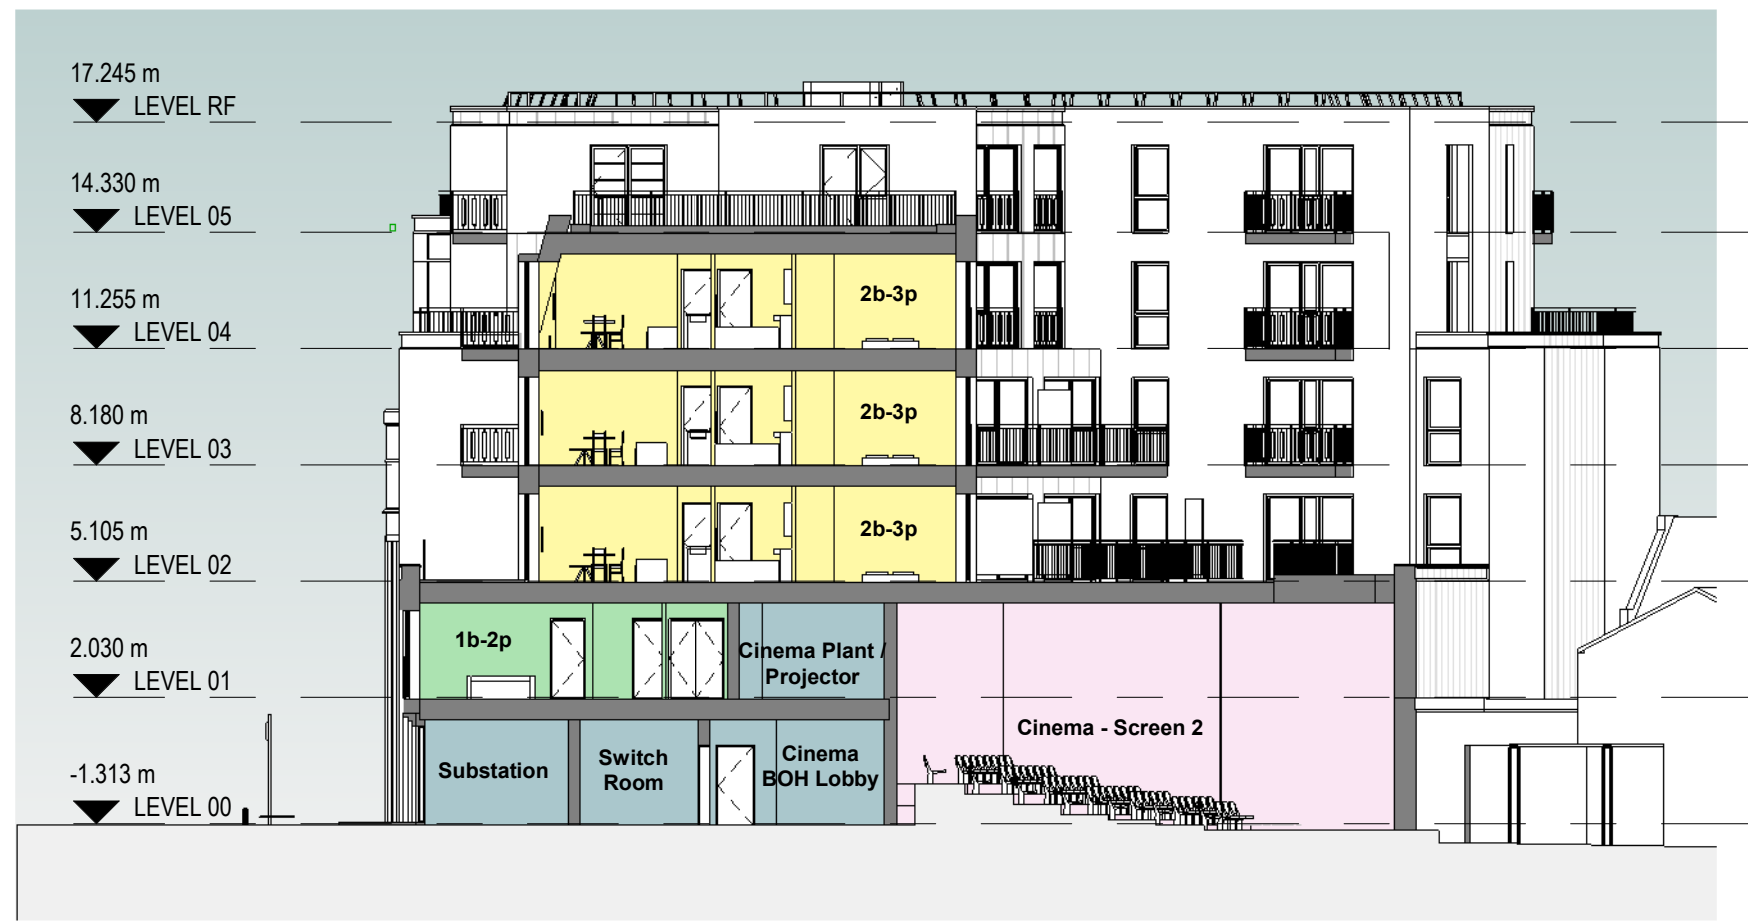 17.245 m
LEVEL RF
14.330 m
LEVEL 05
11.255 m
LEVEL 04
2b-3p
8.180 m
LEVEL 03
2b-3p
5.105 m
LEVEL 02
2b-3p
2.030 m
LEVEL 01
1b-2p
Cinema Plant /
Projector
-1.313 m
LEVEL 00
Substation
Switch
Room
Cinema
BOH Lobby
Cinema - Screen 2